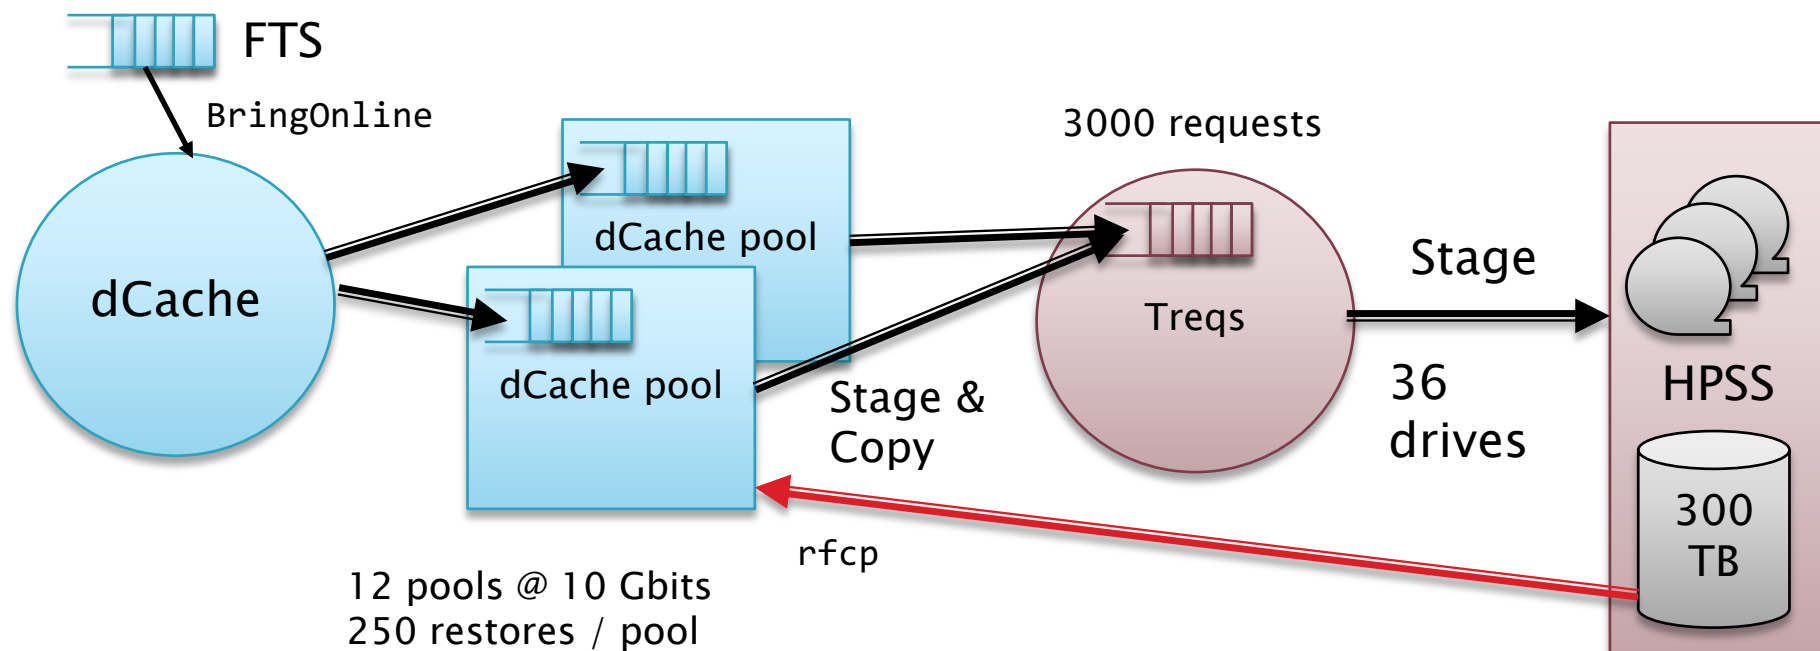 FTS
BringOnline
dCache
dCache pool
dCache pool
12 pools @ 10 Gbits
250 restores / pool
Stage &
Copy
rfcp
3000 requests
Treqs
Stage
36
drives
HPSS
300
TB